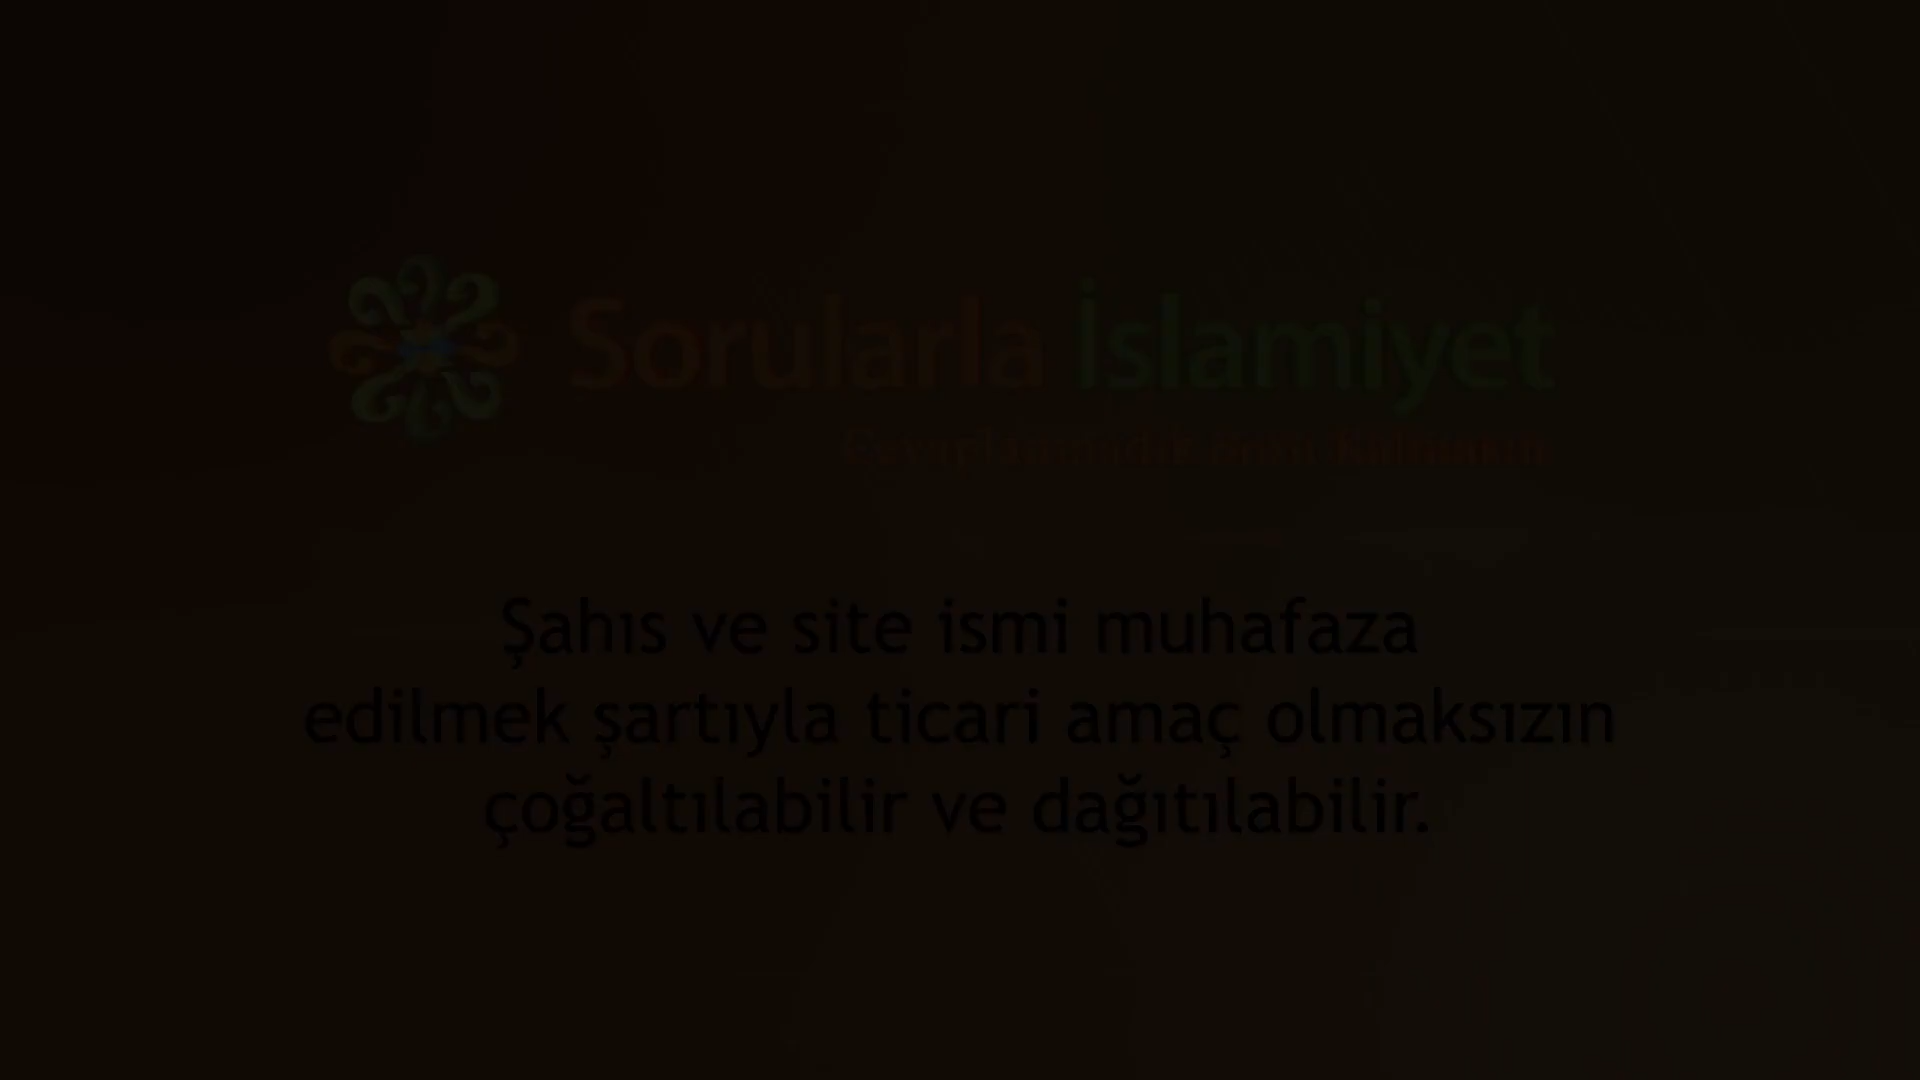 Sorularla İslamiyet
Şahıs ve site ismi muhafaza
edilmek şartıyla ticari amaç olmaksızın
çoğaltılabilir ve dağıtılabilir.